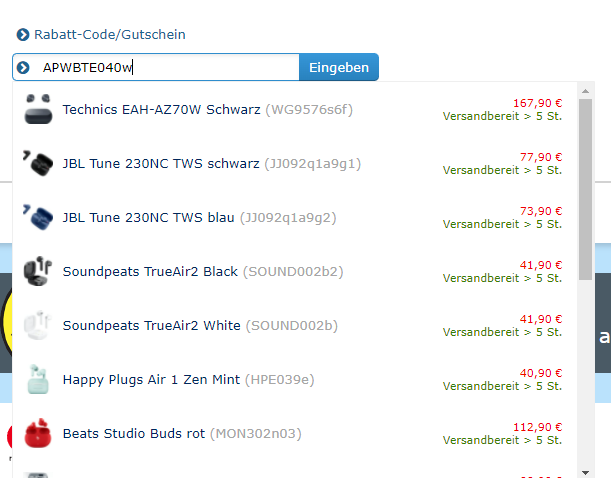 Rabatt-Code/Gutschein
APWBTE040w Eingeben
Technics EAH-AZ70W Schwarz (WG9576s6f) 167,90 €
Versandbereit > 5 St.
JBL Tune 230NC TWS schwarz (JJ092q1a9g1) 77,90 €
Versandbereit > 5 St.
JBL Tune 230NC TWS blau (JJ092q1a9g2) 73,90 €
Versandbereit > 5 St.
Soundpeats TrueAir2 Black (SOUND002b2) 41,90 €
Versandbereit > 5 St.
Soundpeats TrueAir2 White (SOUND002b) 41,90 €
Versandbereit > 5 St.
Happy Plugs Air 1 Zen Mint (HPE039e) 40,90 €
Versandbereit > 5 St.
Beats Studio Buds rot (MON302n03) 112,90 €
Versandbereit > 5 St.
a